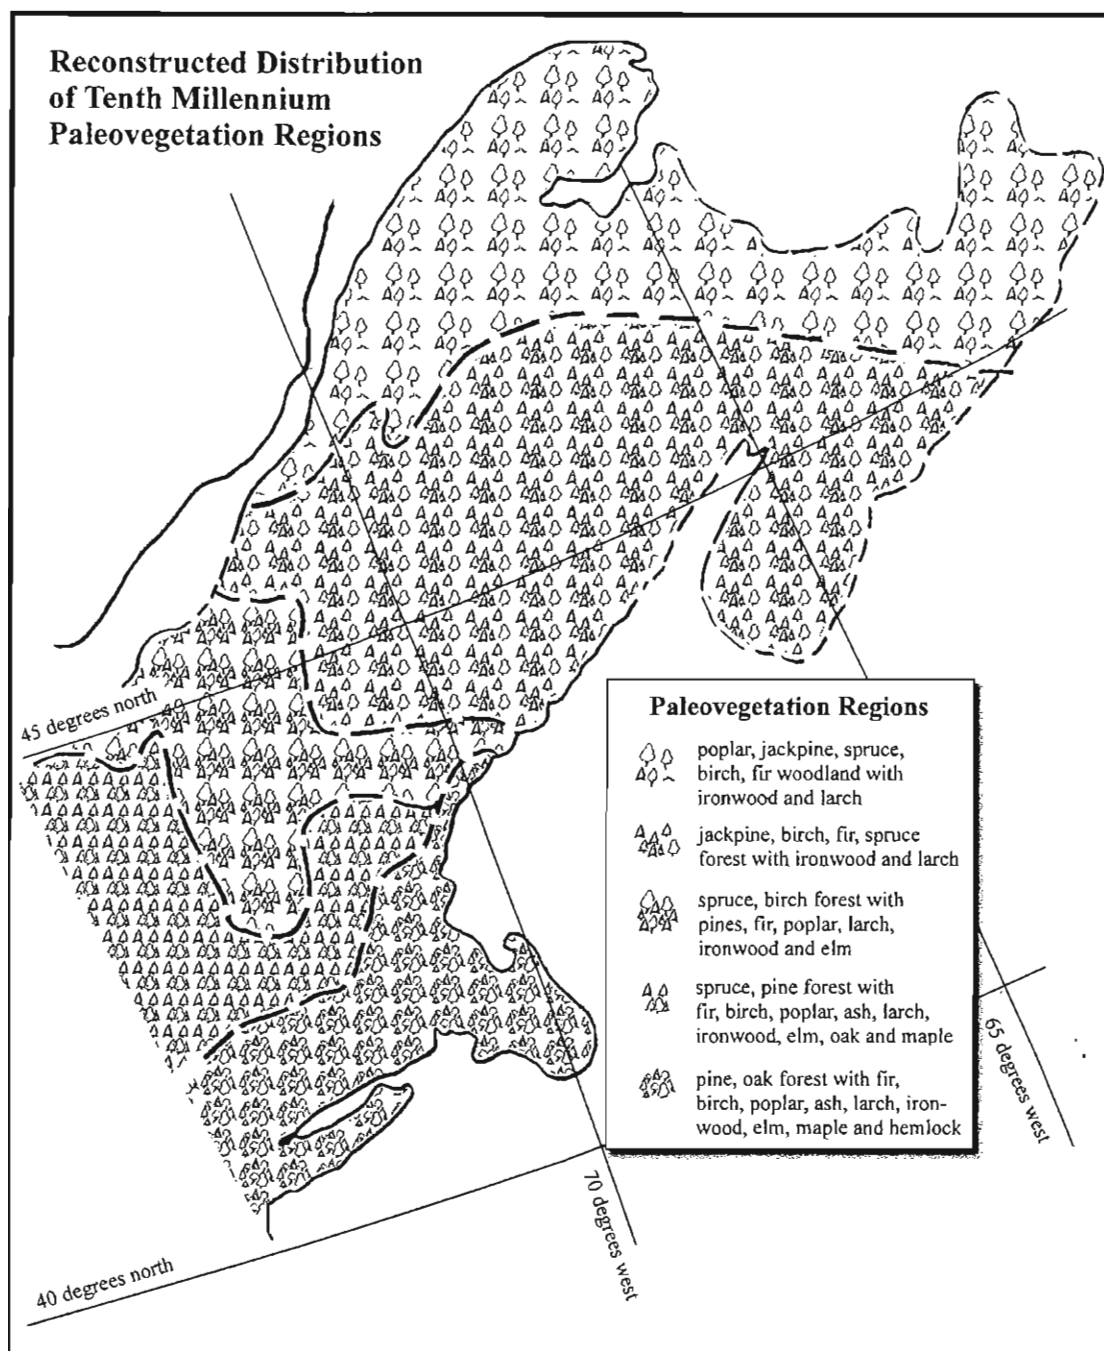 Reconstructed Distribution
of Tenth Millennium
Paleovegetation Regions
45 degrees north
Paleovegetation Regions
poplar, jackpine, spruce,
birch, fir woodland with
ironwood and larch
jackpine, birch, fir, spruce
forest with ironwood and larch
spruce, birch forest with
pines, fir, poplar, larch,
ironwood and elm
spruce, pine forest with
fir, birch, poplar, ash, larch,
ironwood, elm, oak and maple
pine, oak forest with fir,
birch, poplar, ash, larch, iron-
wood, elm, maple and hemlock
65 degrees west
70 degrees west
40 degrees north